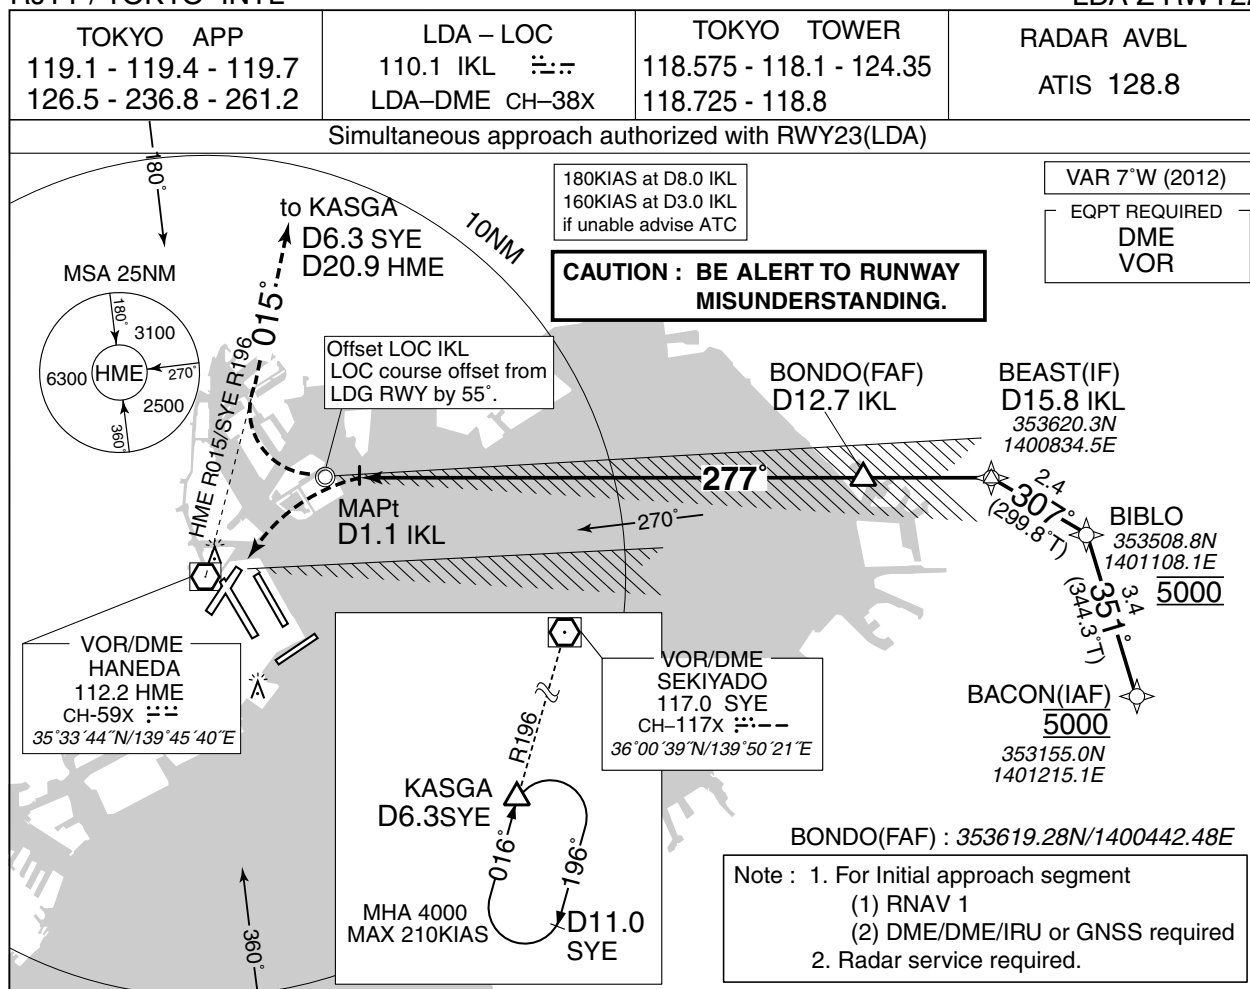 RJTT / TOKYO INTL
LDA Z RWY22
TOKYO APP
119.1 - 119.4 - 119.7
126.5 - 236.8 - 261.2
LDA – LOC
110.1 IKL
LDA–DME CH–38X
TOKYO TOWER
118.575 - 118.1 - 124.35
118.725 - 118.8
RADAR AVBL
ATIS 128.8
Simultaneous approach authorized with RWY23(LDA)
180°
to KASGA
D6.3 SYE
D20.9 HME
10NM
180KIAS at D8.0 IKL
160KIAS at D3.0 IKL
if unable advise ATC
VAR 7°W (2012)
EQPT REQUIRED
DME
VOR
CAUTION : BE ALERT TO RUNWAY
MISUNDERSTANDING.
MSA 25NM
180°
3100
HME
270°
6300
2500
360°
015°
HME R015/SYE R196
Offset LOC IKL
LOC course offset from
LDG RWY by 55°.
BONDO(FAF)
D12.7 IKL
BEAST(IF)
D15.8 IKL
353620.3N
1400834.5E
277°
MAPt
D1.1 IKL
270°
2.4
307°
(299.8°T)
BIBLO
353508.8N
1401108.1E
5000
3.4
351°
(344.3°T)
BACON(IAF)
5000
353155.0N
1401215.1E
VOR/DME
HANEDA
112.2 HME
CH-59X
35°33´44˝N/139°45´40˝E
VOR/DME
SEKIYADO
117.0 SYE
CH–117X
36°00´39˝N/139°50´21˝E
R196
KASGA
D6.3SYE
016°
196°
MHA 4000
MAX 210KIAS
D11.0
SYE
360°
BONDO(FAF) : 353619.28N/1400442.48E
Note : 1. For Initial approach segment
(1) RNAV 1
(2) DME/DME/IRU or GNSS required
2. Radar service required.